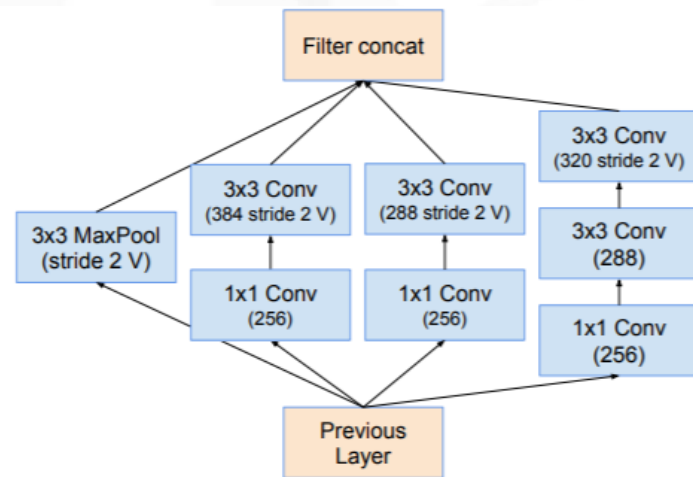 Filter concat
3x3 Conv
(320 stride 2 V)
3x3 Conv
(384 stride 2 V)
3x3 Conv
(288 stride 2 V)
3x3 MaxPool
(stride 2 V)
3x3 Conv
(288)
1x1 Conv
(256)
1x1 Conv
(256)
1x1 Conv
(256)
Previous
Layer